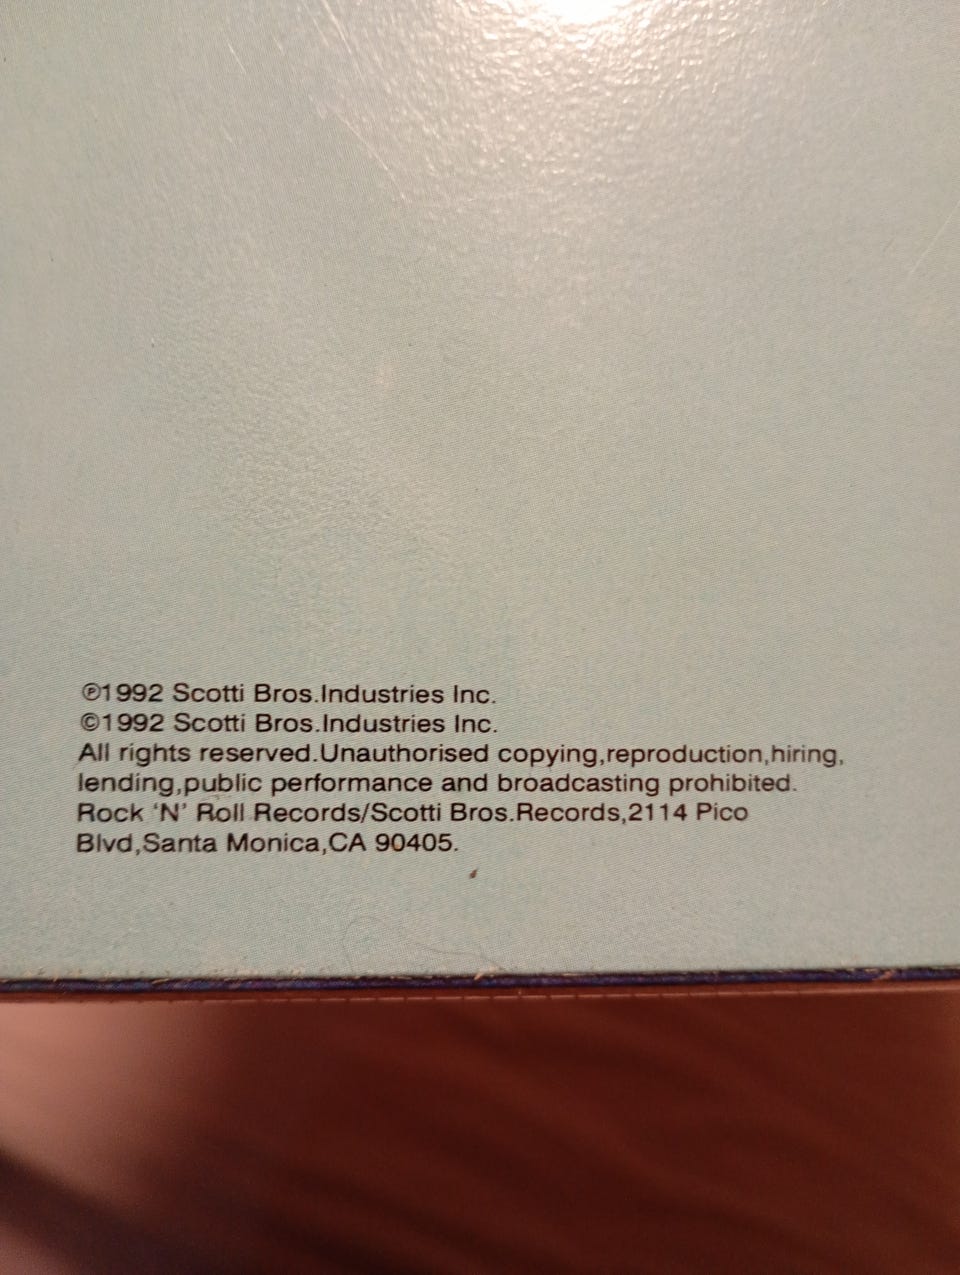 ℗1992 Scotti Bros.Industries Inc.
©1992 Scotti Bros.Industries Inc.
All rights reserved.Unauthorised copying,reproduction,hiring,
lending,public performance and broadcasting prohibited.
Rock 'N' Roll Records/Scotti Bros.Records,2114 Pico
Blvd,Santa Monica,CA 90405.